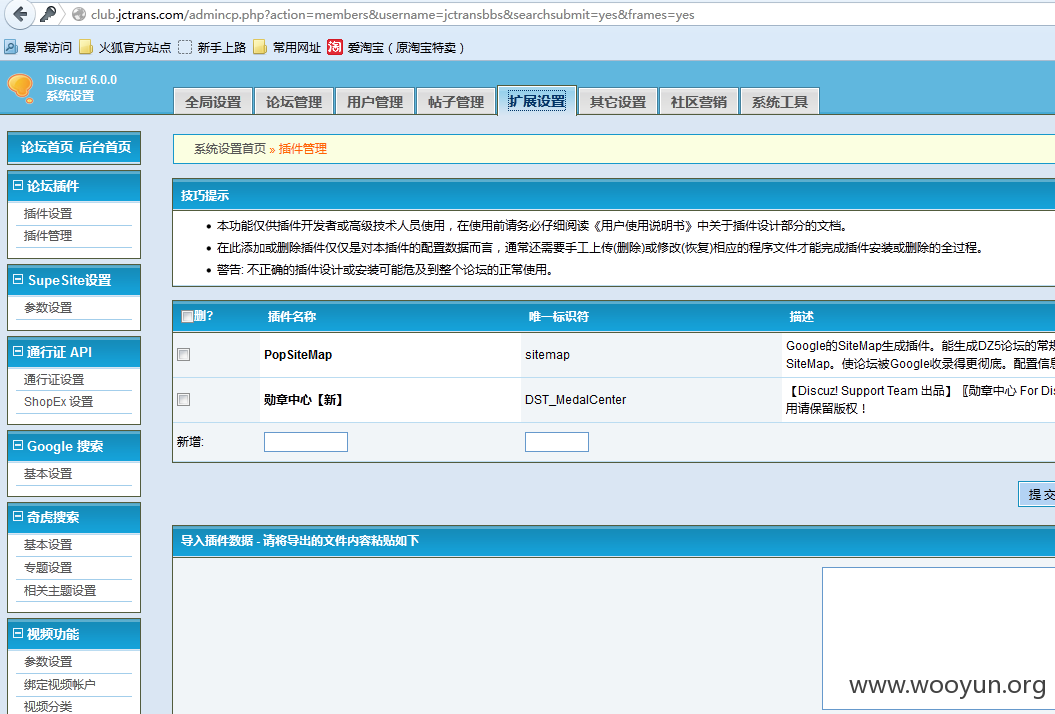 club.jctrans.com/admincp.php?action=members&username=jctransbbs&searchsubmit=yes&frames=yes
最常访问 火狐官方站点 新手上路 常用网址 淘 爱淘宝（原淘宝特卖）
Discuz! 6.0.0
系统设置
全局设置 论坛管理 用户管理 帖子管理 扩展设置 其它设置 社区营销 系统工具
论坛首页 后台首页
系统设置首页 » 插件管理
论坛插件
插件设置
插件管理
SupeSite设置
参数设置
通行证 API
通行证设置
ShopEx 设置
Google 搜索
基本设置
奇虎搜索
基本设置
专题设置
相关主题设置
视频功能
参数设置
绑定视频帐户
视频分类
技巧提示
本功能仅供插件开发者或高级技术人员使用，在使用前请务必仔细阅读《用户使用说明书》中关于插件设计部分的文档。
在此添加或删除插件仅仅是对本插件的配置数据而言，通常还需要手工上传(删除)或修改(恢复)相应的程序文件才能完成插件安装或删除的全过程。
警告: 不正确的插件设计或安装可能危及到整个论坛的正常使用。
删? 插件名称 唯一标识符 描述
PopSiteMap sitemap Google的SiteMap生成插件。能生成DZ5论坛的常规
SiteMap。使论坛被Google收录得更彻底。配置信息
勋章中心【新】 DST_MedalCenter 【Discuz! Support Team 出品】〖勋章中心 For Dis
用请保留版权！
新增:
提交
导入插件数据 - 请将导出的文件内容粘贴如下
www.wooyun.org